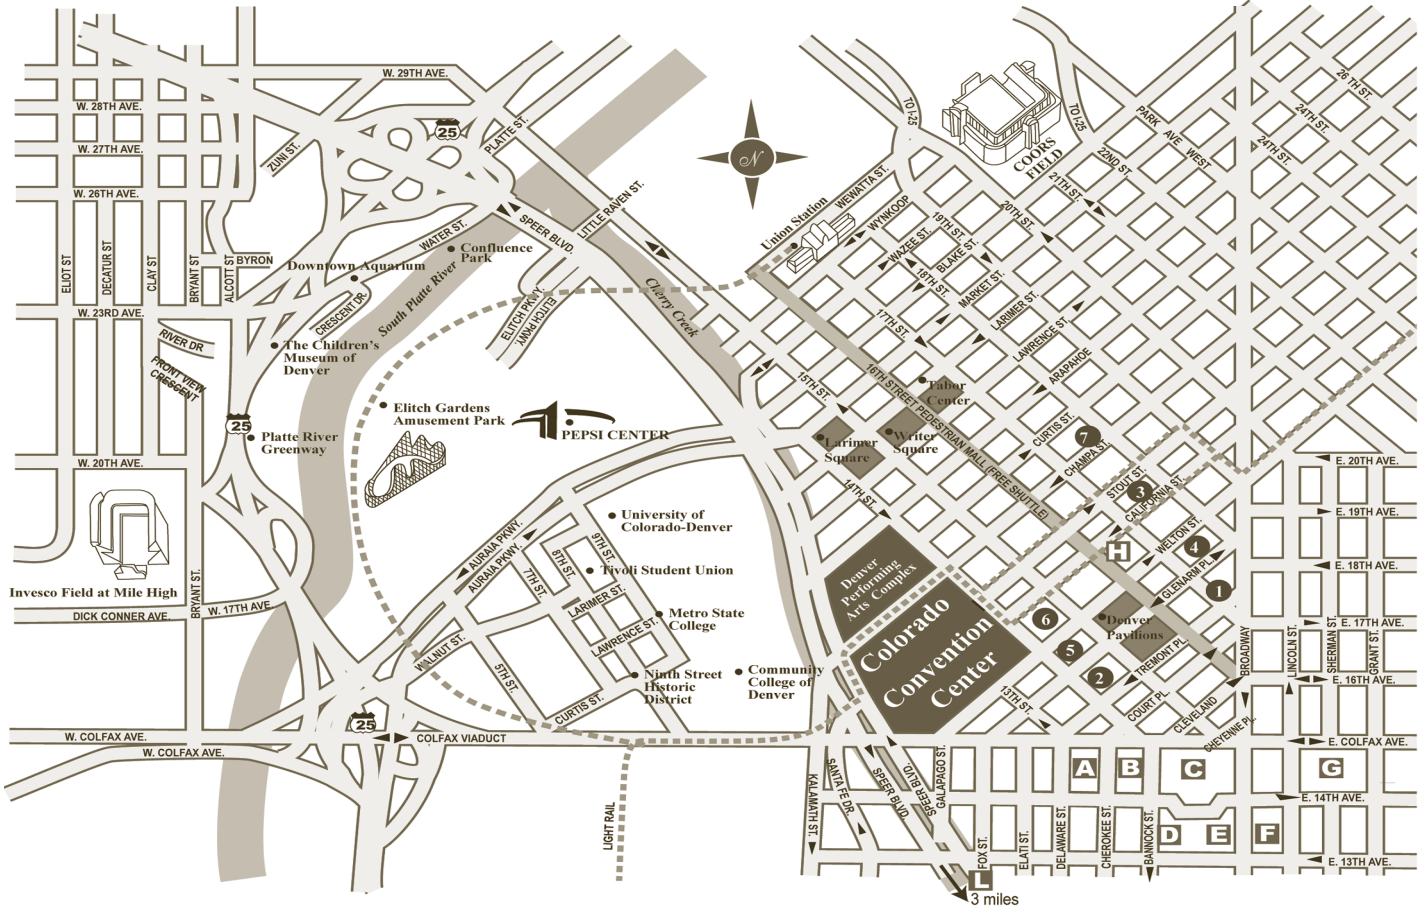 W. 29TH AVE.
W. 28TH AVE.
W. 27TH AVE.
W. 26TH AVE.
ZUNI ST.
25
PLATTE ST.
LITTLE RAVEN ST.
SPEER BLVD.
WATER ST.
Confluence
Park
Downtown Aquarium
South Platte River
CRESCENT DR.
ELIOT ST
DECATUR ST
CLAY ST
BRYANT ST
ALCOTT ST
BYRON
W. 23RD AVE.
RIVER DR
FRONT VIEW
CRESCENT
The Children's
Museum of
Denver
ELITCH PKWY.
ELITCH PKWY.
Cherry Creek
N
TO I-25
COORS
FIELD
TO I-25
PARK AVE WEST
26 TH ST.
24TH ST.
24TH ST.
22ND ST.
21TH ST.
20TH ST.
19TH ST.
18TH ST.
17TH ST.
Union Station
WEWATTA ST.
WYNKOOP
WAZEE ST.
BLAKE ST.
MARKET ST.
LARIMER ST.
LAWRENCE ST.
ARAPAHOE
CURTIS ST.
CHAMPA ST.
STOUT ST.
CALIFORNIA ST.
WELTON ST.
GLENARM PL.
TREMONT PL.
COURT PL.
CLEVELAND
CHEYENNE PL.
16TH STREET PEDESTRIAN MALL (FREE SHUTTLE)
15TH ST.
14TH ST.
13TH ST.
Tabor
Center
Writer
Square
Larimer
Square
25
Platte River
Greenway
Elitch Gardens
Amusement Park
PEPSI CENTER
W. 20TH AVE.
Invesco Field at Mile High
DICK CONNER AVE.
BRYANT ST.
W. 17TH AVE.
AURAIA PKWY.
AURAIA PKWY.
University of
Colorado-Denver
9TH ST.
8TH ST.
7TH ST.
5TH ST.
Tivoli Student Union
LARIMER ST.
LAWRENCE ST.
WALNUT ST.
CURTIS ST.
Metro State
College
Ninth Street
Historic
District
Community
College of
Denver
Denver
Performing
Arts Complex
Colorado
Convention
Center
Denver
Pavilions
7
3
4
1
6
5
2
H
E. 20TH AVE.
E. 19TH AVE.
E. 18TH AVE.
E. 17TH AVE.
E. 16TH AVE.
E. COLFAX AVE.
E. 14TH AVE.
E. 13TH AVE.
BROADWAY
LINCOLN ST.
SHERMAN ST.
GRANT ST.
25
W. COLFAX AVE.
W. COLFAX AVE.
COLFAX VIADUCT
LIGHT RAIL
KALAMATH ST.
SANTA FE DR.
SPEER BLVD.
SPEER BLVD.
GALAPAGO ST.
FOX ST.
ELATI ST.
DELAWARE ST.
CHEROKEE ST.
BANNOCK ST.
A
B
C
G
D
E
F
L
3 miles